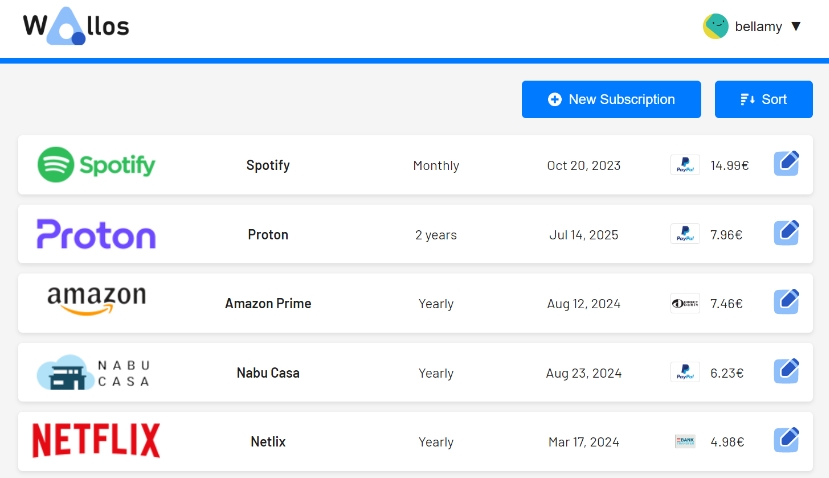 Wallos
bellamy ▼
New Subscription Sort
Spotify Spotify Monthly Oct 20, 2023 PayPal 14.99€
Proton Proton 2 years Jul 14, 2025 PayPal 7.96€
amazon Amazon Prime Yearly Aug 12, 2024 7.46€
NABU CASA Nabu Casa Yearly Aug 23, 2024 PayPal 6.23€
NETFLIX Netlix Yearly Mar 17, 2024 BANK 4.98€